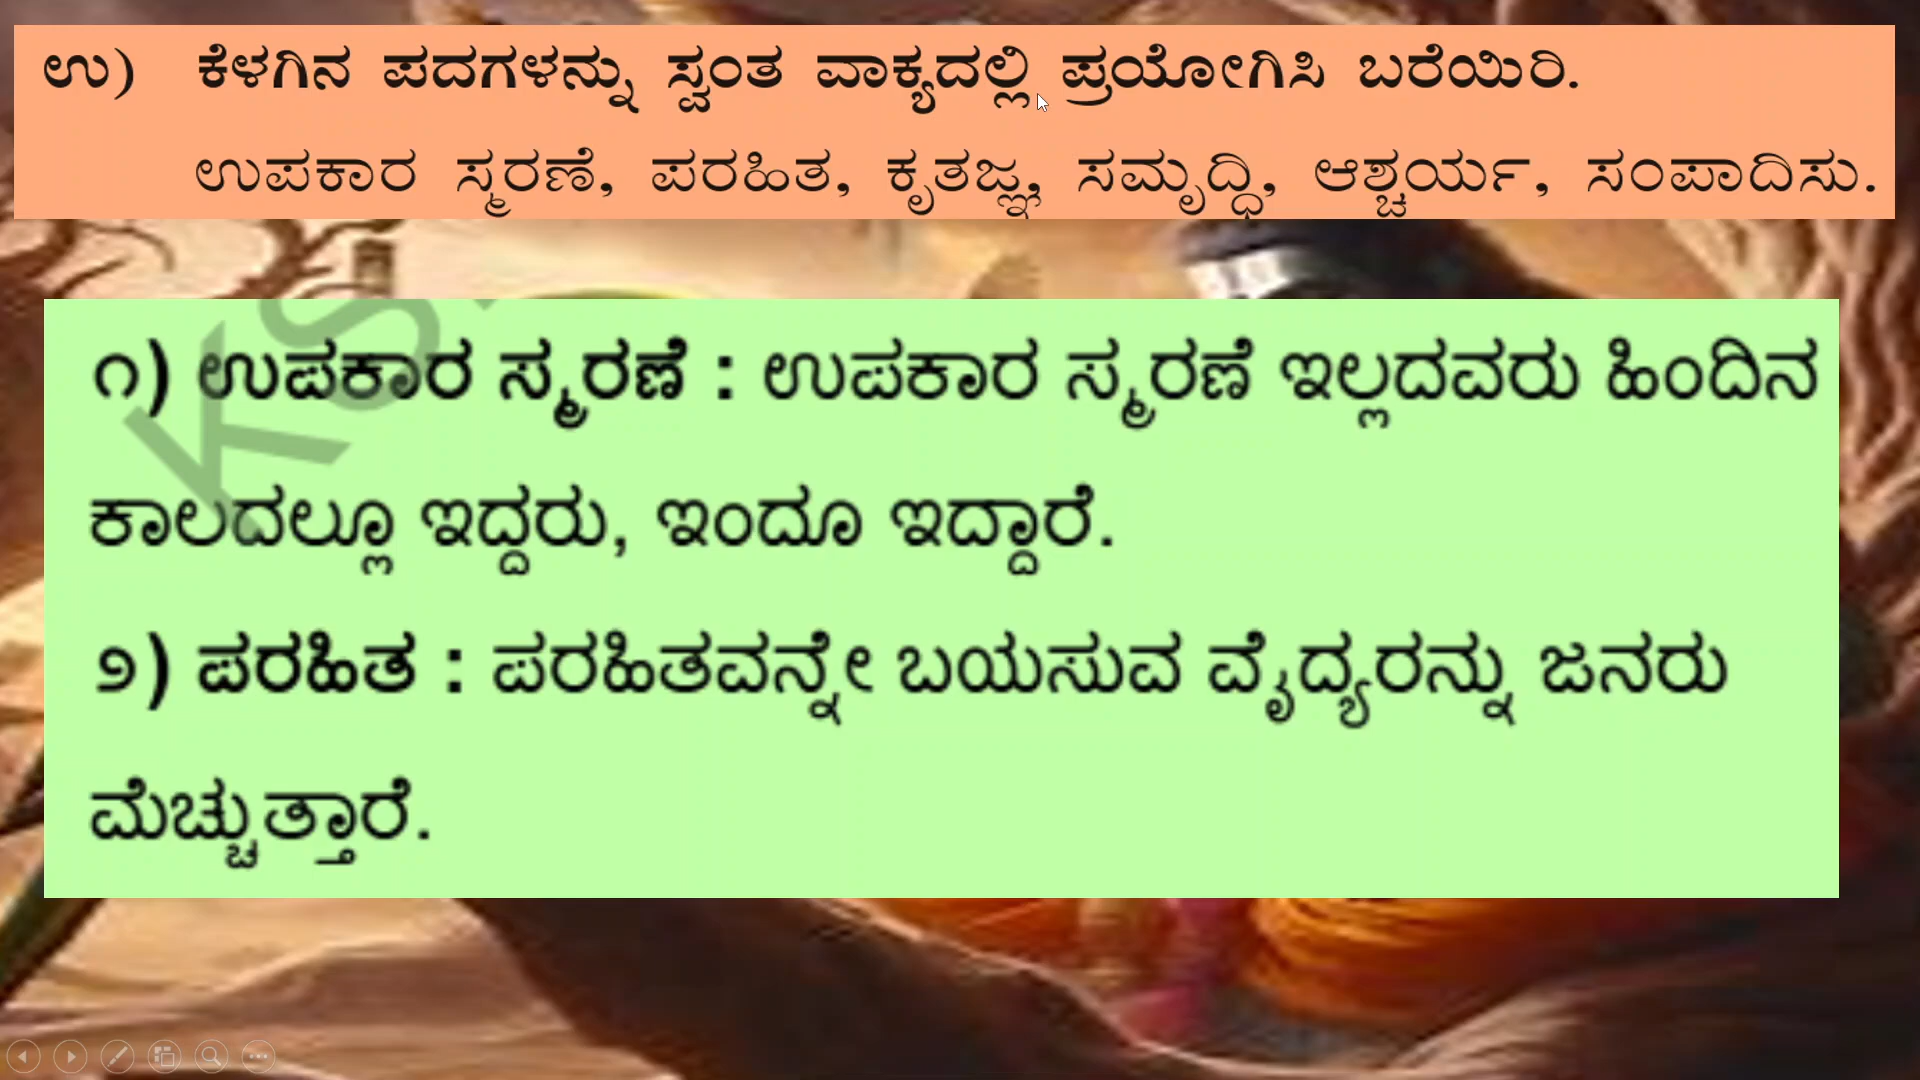 ಉ) ಕೆಳಗಿನ ಪದಗಳನ್ನು ಸ್ವಂತ ವಾಕ್ಯದಲ್ಲಿ ಪ್ರಯೋಗಿಸಿ ಬರೆಯಿರಿ.
ಉಪಕಾರ ಸ್ಮರಣೆ, ಪರಹಿತ, ಕೃತಜ್ಞ, ಸಮೃದ್ಧಿ, ಆಶ್ಚರ್ಯ, ಸಂಪಾದಿಸು.
೧) ಉಪಕಾರ ಸ್ಮರಣೆ : ಉಪಕಾರ ಸ್ಮರಣೆ ಇಲ್ಲದವರು ಹಿಂದಿನ
ಕಾಲದಲ್ಲೂ ಇದ್ದರು, ಇಂದೂ ಇದ್ದಾರೆ.
೨) ಪರಹಿತ : ಪರಹಿತವನ್ನೇ ಬಯಸುವ ವೈದ್ಯರನ್ನು ಜನರು
ಮೆಚ್ಚುತ್ತಾರೆ.